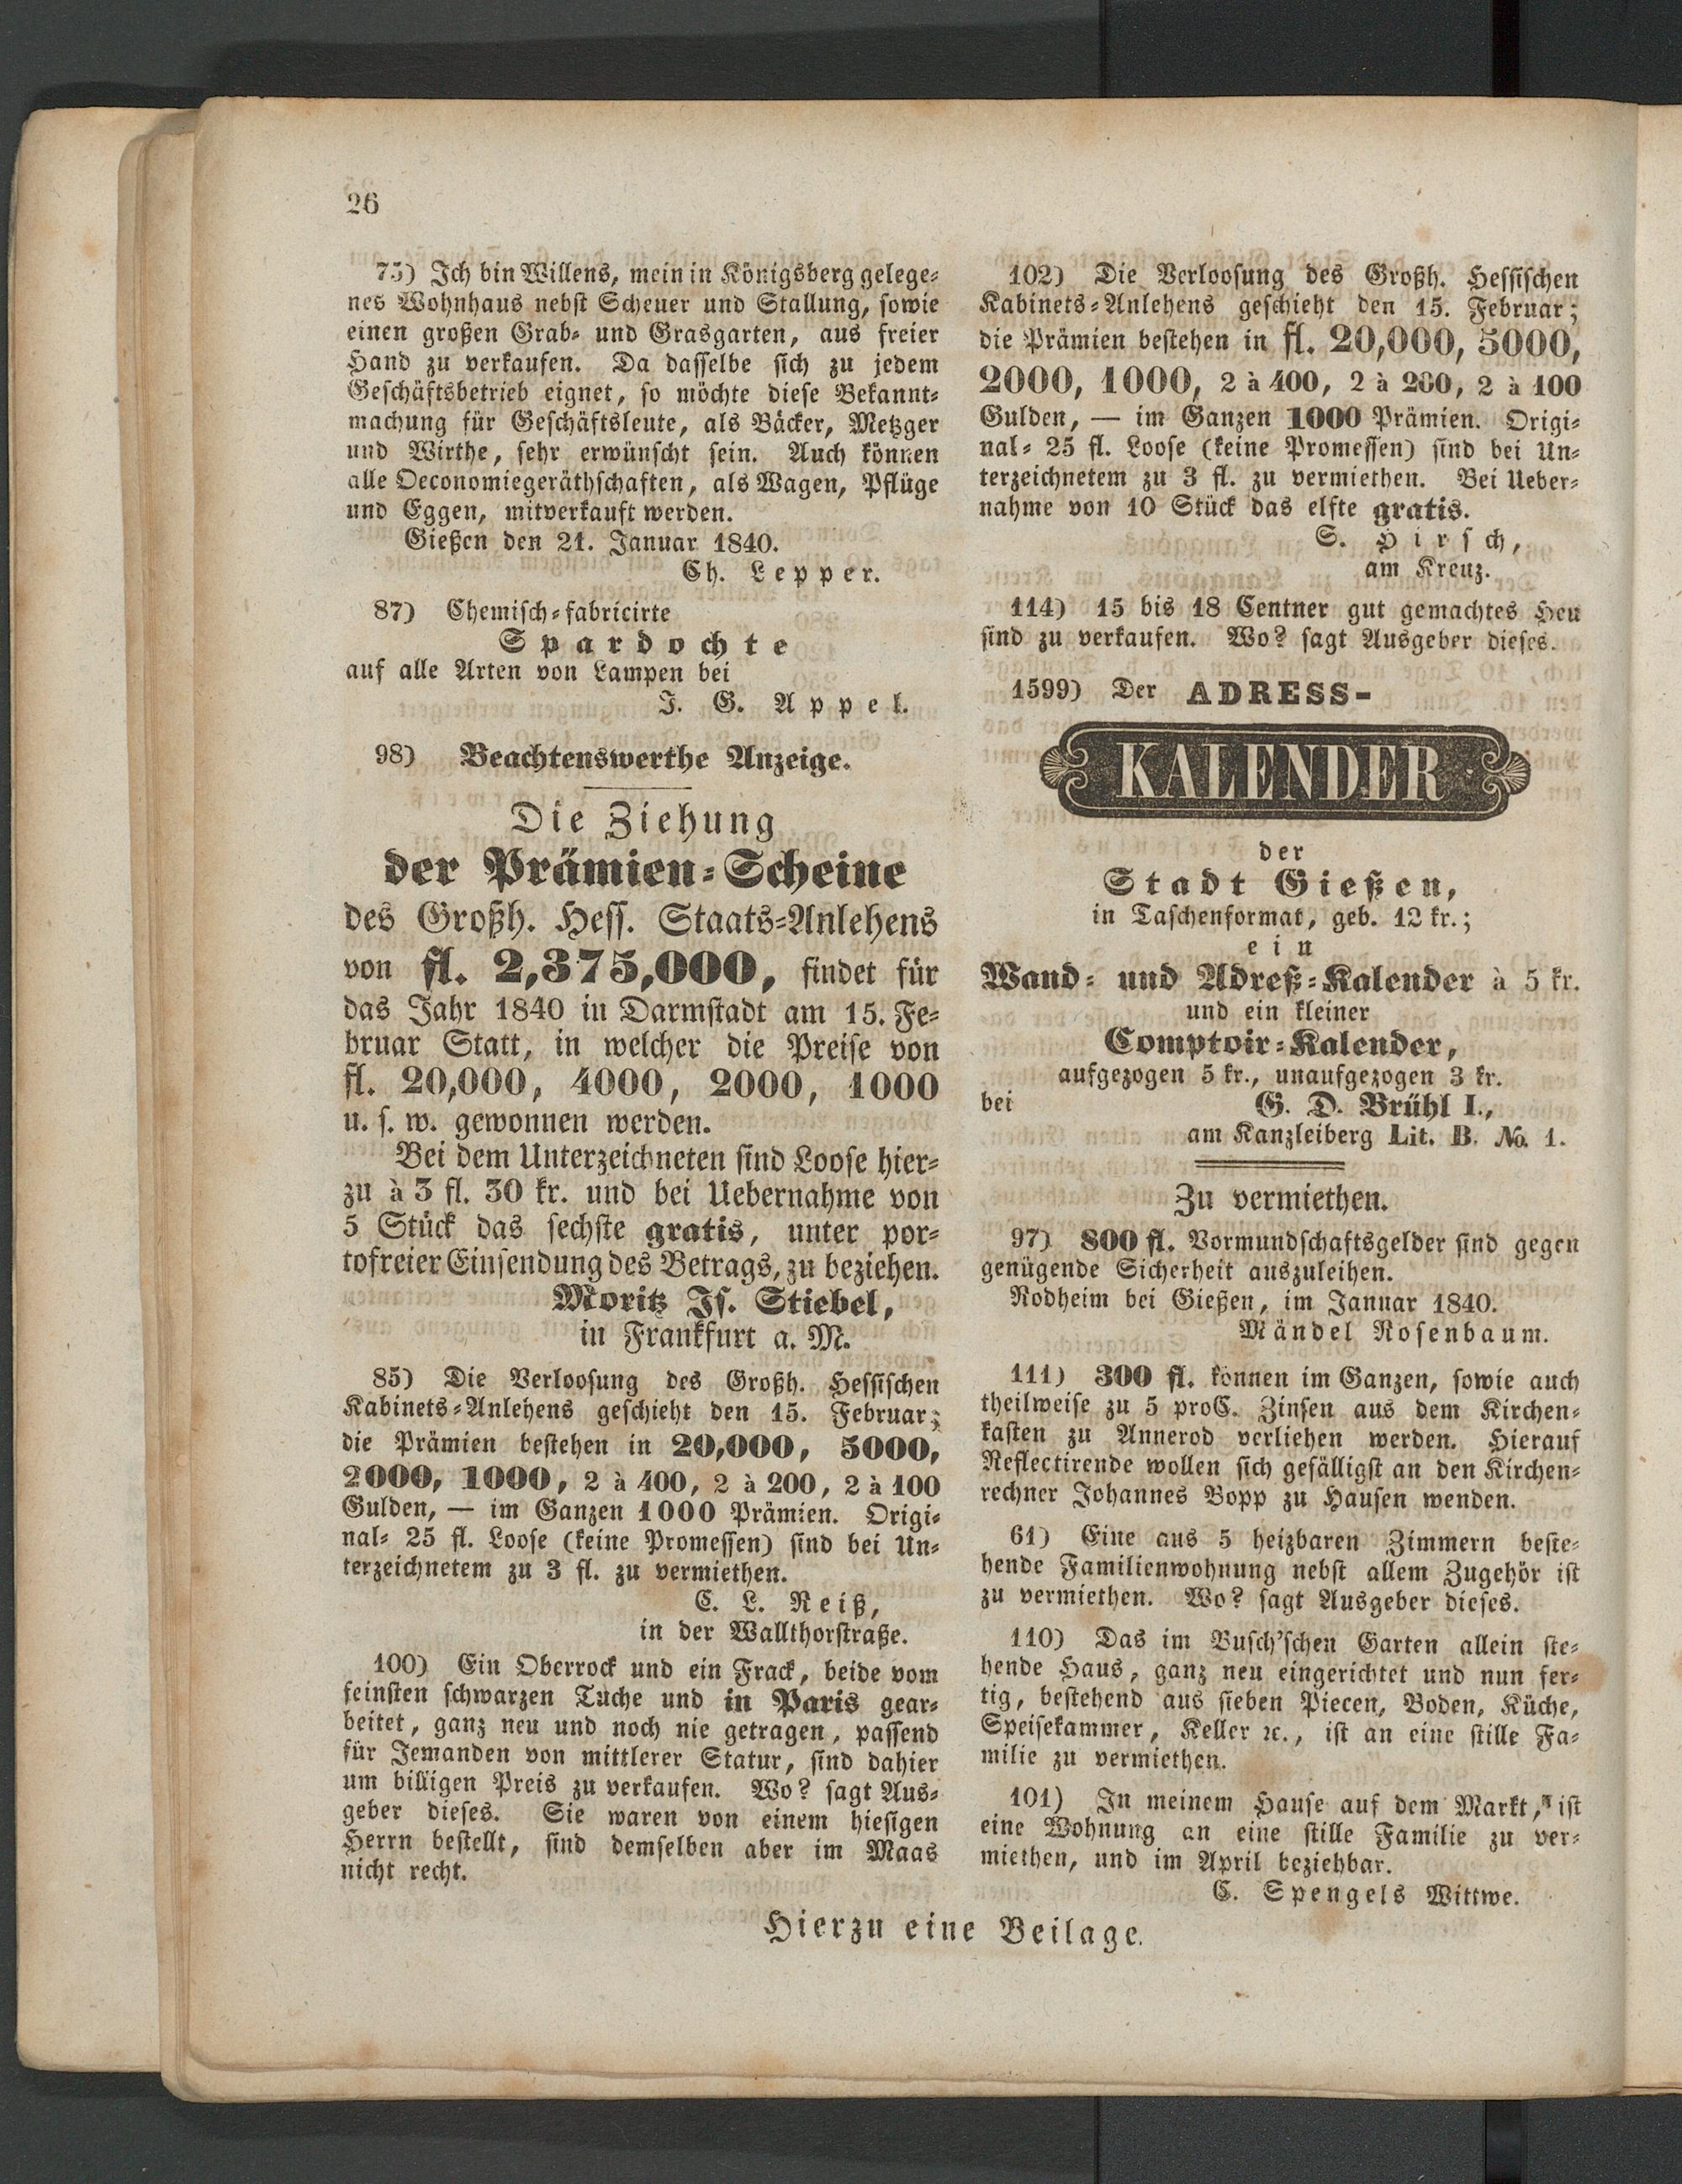 26
75) Ich bin Willens, mein in Königsberg gelege-
nes Wohnhaus nebst Scheuer und Stallung, sowie
einen großen Grab- und Grasgarten, aus freier
Hand zu verkaufen. Da dasselbe sich zu jedem
Geschäftsbetrieb eignet, so möchte diese Bekannt-
machung für Geschäftsleute, als Bäcker, Metzger
und Wirthe, sehr erwünscht sein. Auch können
alle Oeconomiegeräthschaften, als Wagen, Pflüge
und Eggen, mitverkauft werden.
Gießen den 21. Januar 1840.
Ch. Lepper.
87) Chemisch-fabricirte
Spardochte
auf alle Arten von Lampen bei
J. G. Appel.
98) Beachtenswerthe Anzeige.
Die Ziehung
der Prämien-Scheine
des Großh. Hess. Staats-Anlehens
von fl. 2,375,000, findet für
das Jahr 1840 in Darmstadt am 15. Fe-
bruar Statt, in welcher die Preise von
fl. 20,000, 4000, 2000, 1000
u. s. w. gewonnen werden.
Bei dem Unterzeichneten sind Loose hier-
zu à 3 fl. 30 kr. und bei Uebernahme von
5 Stück das sechste gratis, unter por-
tofreier Einsendung des Betrags, zu beziehen.
Moritz Is. Stiebel,
in Frankfurt a. M.
85) Die Verloosung des Großh. Hessischen
Kabinets-Anlehens geschieht den 15. Februar;
die Prämien bestehen in 20,000, 5000,
2000, 1000, 2 à 400, 2 à 200, 2 à 100
Gulden, — im Ganzen 1000 Prämien. Origi-
nal- 25 fl. Loose (keine Promessen) sind bei Un-
terzeichnetem zu 3 fl. zu vermiethen.
C. L. Reiß,
in der Wallthorstraße.
100) Ein Oberrock und ein Frack, beide vom
feinsten schwarzen Tuche und in Paris gear-
beitet, ganz neu und noch nie getragen, passend
für Jemanden von mittlerer Statur, sind dahier
um billigen Preis zu verkaufen. Wo? sagt Aus-
geber dieses. Sie waren von einem hiesigen
Herrn bestellt, sind demselben aber im Maas
nicht recht.
102) Die Verloosung des Großh. Hessischen
Kabinets-Anlehens geschieht den 15. Februar;
die Prämien bestehen in fl. 20,000, 5000,
2000, 1000, 2 à 400, 2 à 200, 2 à 100
Gulden, — im Ganzen 1000 Prämien. Origi-
nal- 25 fl. Loose (keine Promessen) sind bei Un-
terzeichnetem zu 3 fl. zu vermiethen. Bei Ueber-
nahme von 10 Stück das elfte gratis.
S. Hirsch,
am Kreuz.
114) 15 bis 18 Centner gut gemachtes Heu
sind zu verkaufen. Wo? sagt Ausgeber dieses.
1599) Der ADRESS-
KALENDER
der
Stadt Gießen,
in Taschenformat, geb. 12 kr.;
ein
Wand- und Adreß-Kalender à 5 kr.
und ein kleiner
Comptoir-Kalender,
aufgezogen 5 kr., unaufgezogen 3 kr.
bei G. D. Brühl I.,
am Kanzleiberg Lit. B. No. 1.
Zu vermiethen.
97) 800 fl. Vormundschaftsgelder sind gegen
genügende Sicherheit auszuleihen.
Rodheim bei Gießen, im Januar 1840.
Mändel Rosenbaum.
111) 300 fl. können im Ganzen, sowie auch
theilweise zu 5 proC. Zinsen aus dem Kirchen-
kasten zu Annerod verliehen werden. Hierauf
Reflectirende wollen sich gefälligst an den Kirchen-
rechner Johannes Bopp zu Hausen wenden.
61) Eine aus 5 heizbaren Zimmern beste-
hende Familienwohnung nebst allem Zugehör ist
zu vermiethen. Wo? sagt Ausgeber dieses.
110) Das im Busch'schen Garten allein ste-
hende Haus, ganz neu eingerichtet und nun fer-
tig, bestehend aus sieben Piecen, Boden, Küche,
Speisekammer, Keller ꝛc., ist an eine stille Fa-
milie zu vermiethen.
101) In meinem Hause auf dem Markt, ist
eine Wohnung an eine stille Familie zu ver-
miethen, und im April beziehbar.
C. Spengels Wittwe.
Hierzu eine Beilage.